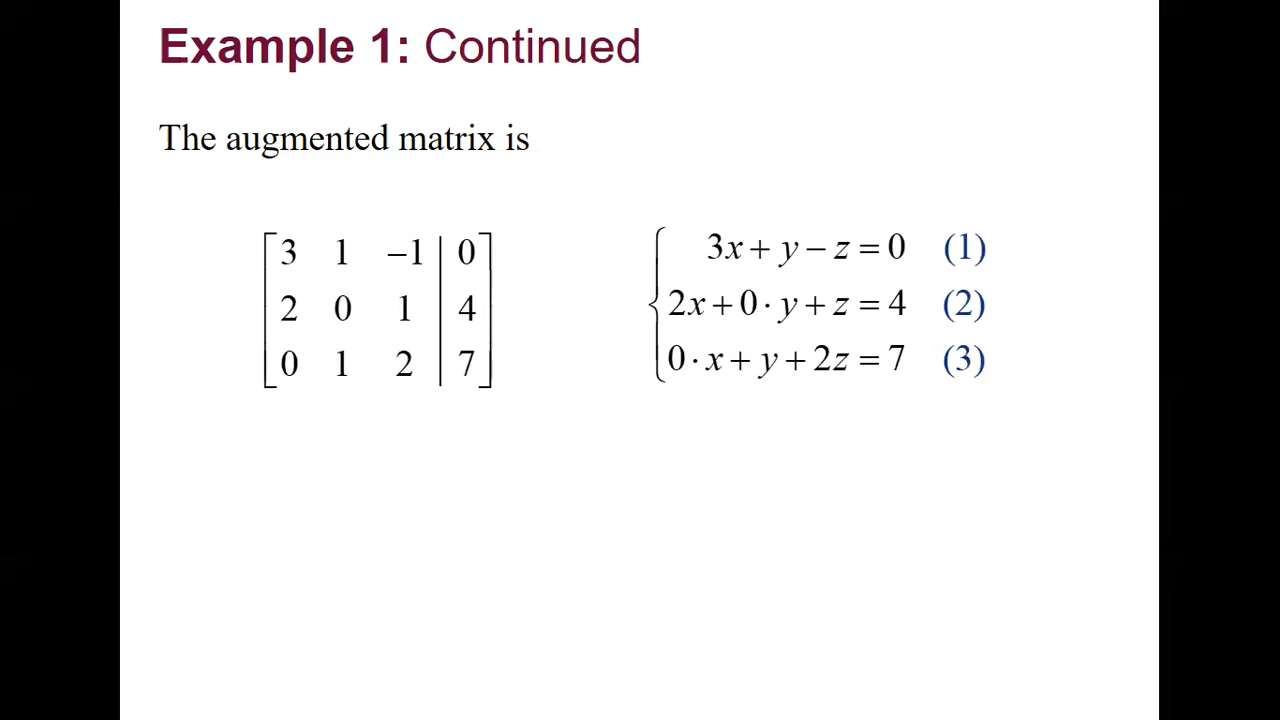 Example 1: Continued
The augmented matrix is
3 1 −1 0
2 0 1 4
0 1 2 7
3x + y − z = 0 (1)
2x + 0 · y + z = 4 (2)
0 · x + y + 2z = 7 (3)